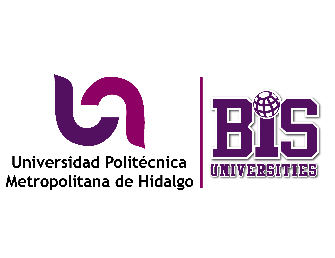 Universidad Politécnica
Metropolitana de Hidalgo
BiS
UNIVERSITIES